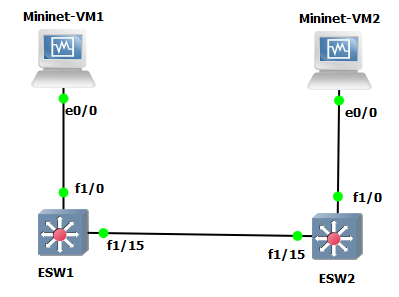 Mininet-VM1
Mininet-VM2
e0/0
e0/0
f1/0
f1/0
f1/15
f1/15
ESW1
ESW2